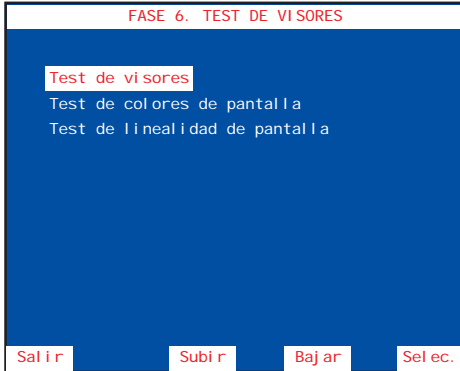 FASE 6. TEST DE VISORES
Test de visores
Test de colores de pantalla
Test de linealidad de pantalla
Salir Subir Bajar Selec.